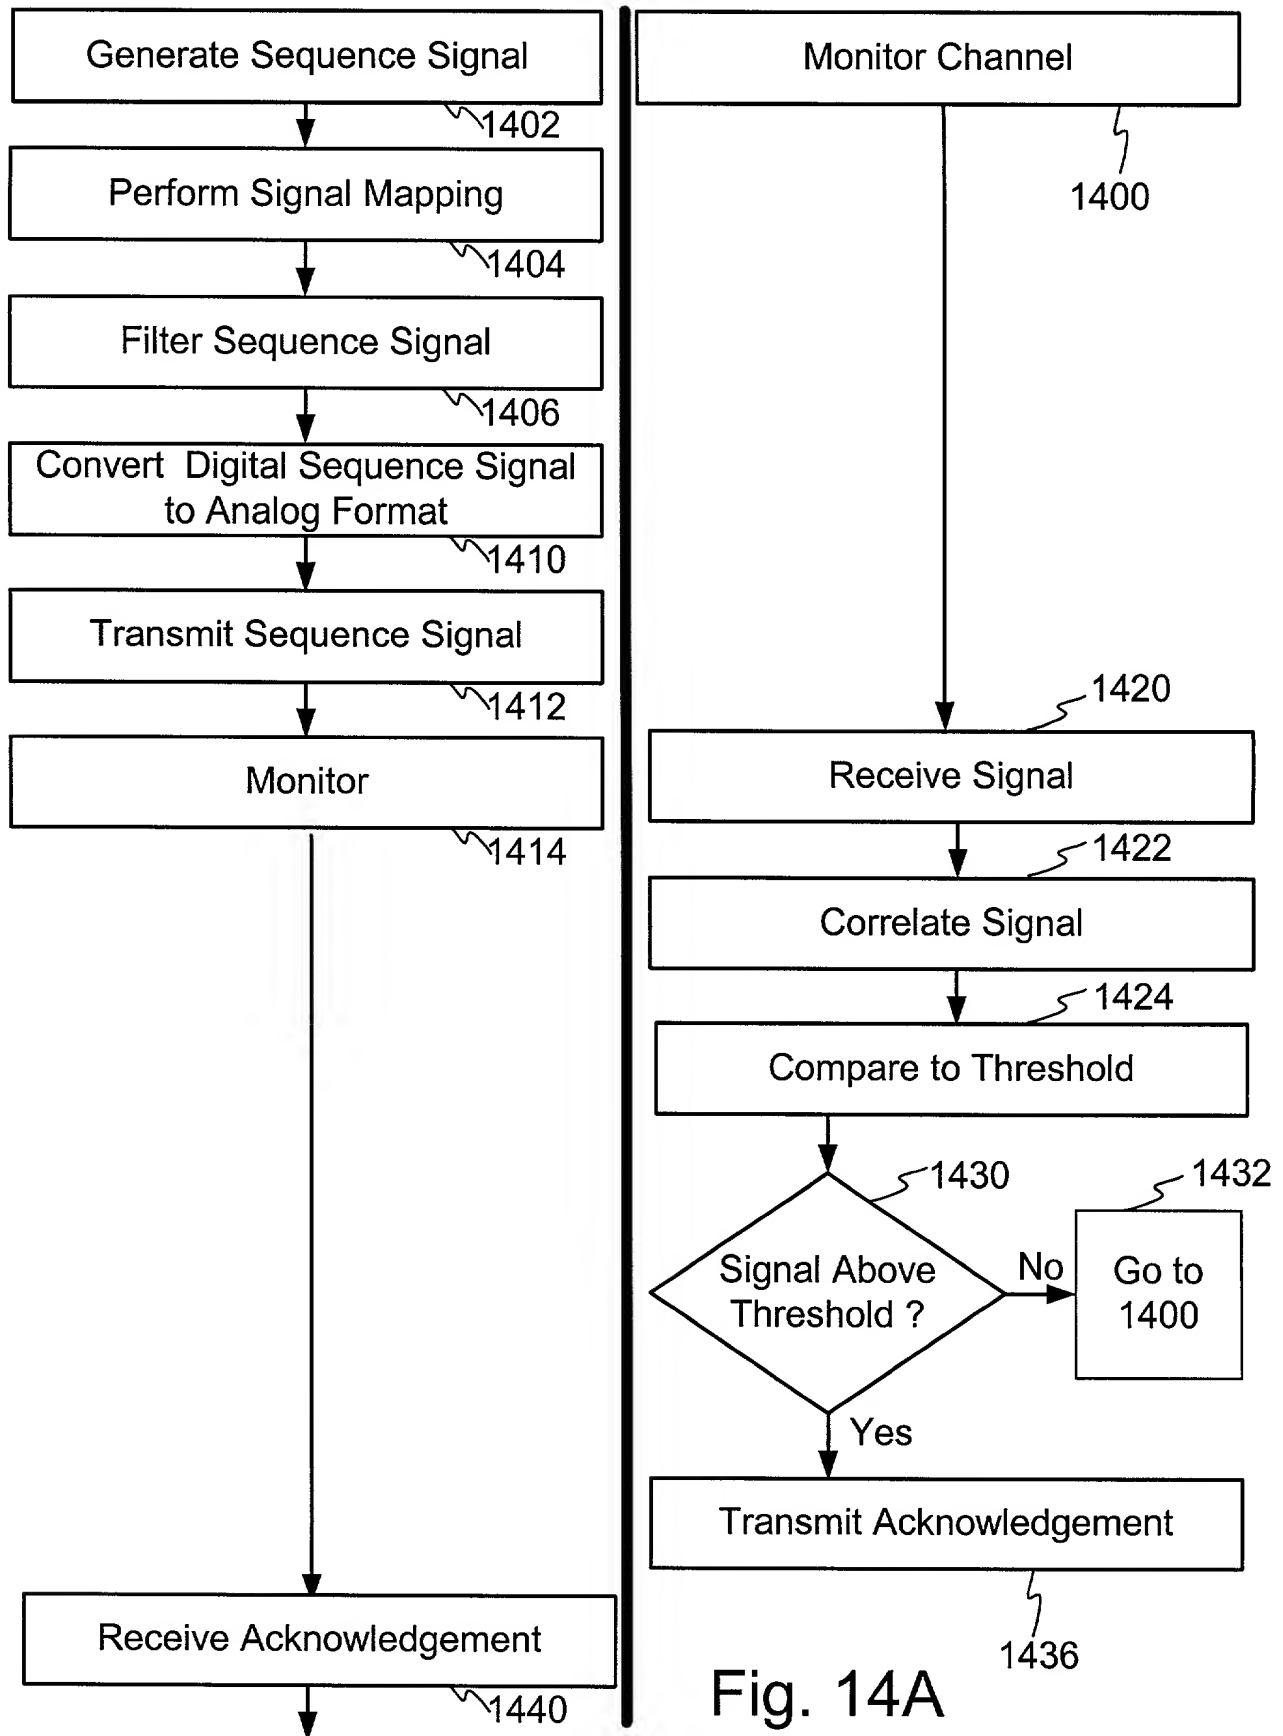 Generate Sequence Signal
1402
Perform Signal Mapping
1404
Filter Sequence Signal
1406
Convert Digital Sequence Signal
to Analog Format
1410
Transmit Sequence Signal
1412
Monitor
1414
Receive Acknowledgement
1440
Monitor Channel
1400
1420
Receive Signal
1422
Correlate Signal
1424
Compare to Threshold
1430
Signal Above
Threshold ?
No
1432
Go to
1400
Yes
Transmit Acknowledgement
1436
Fig. 14A